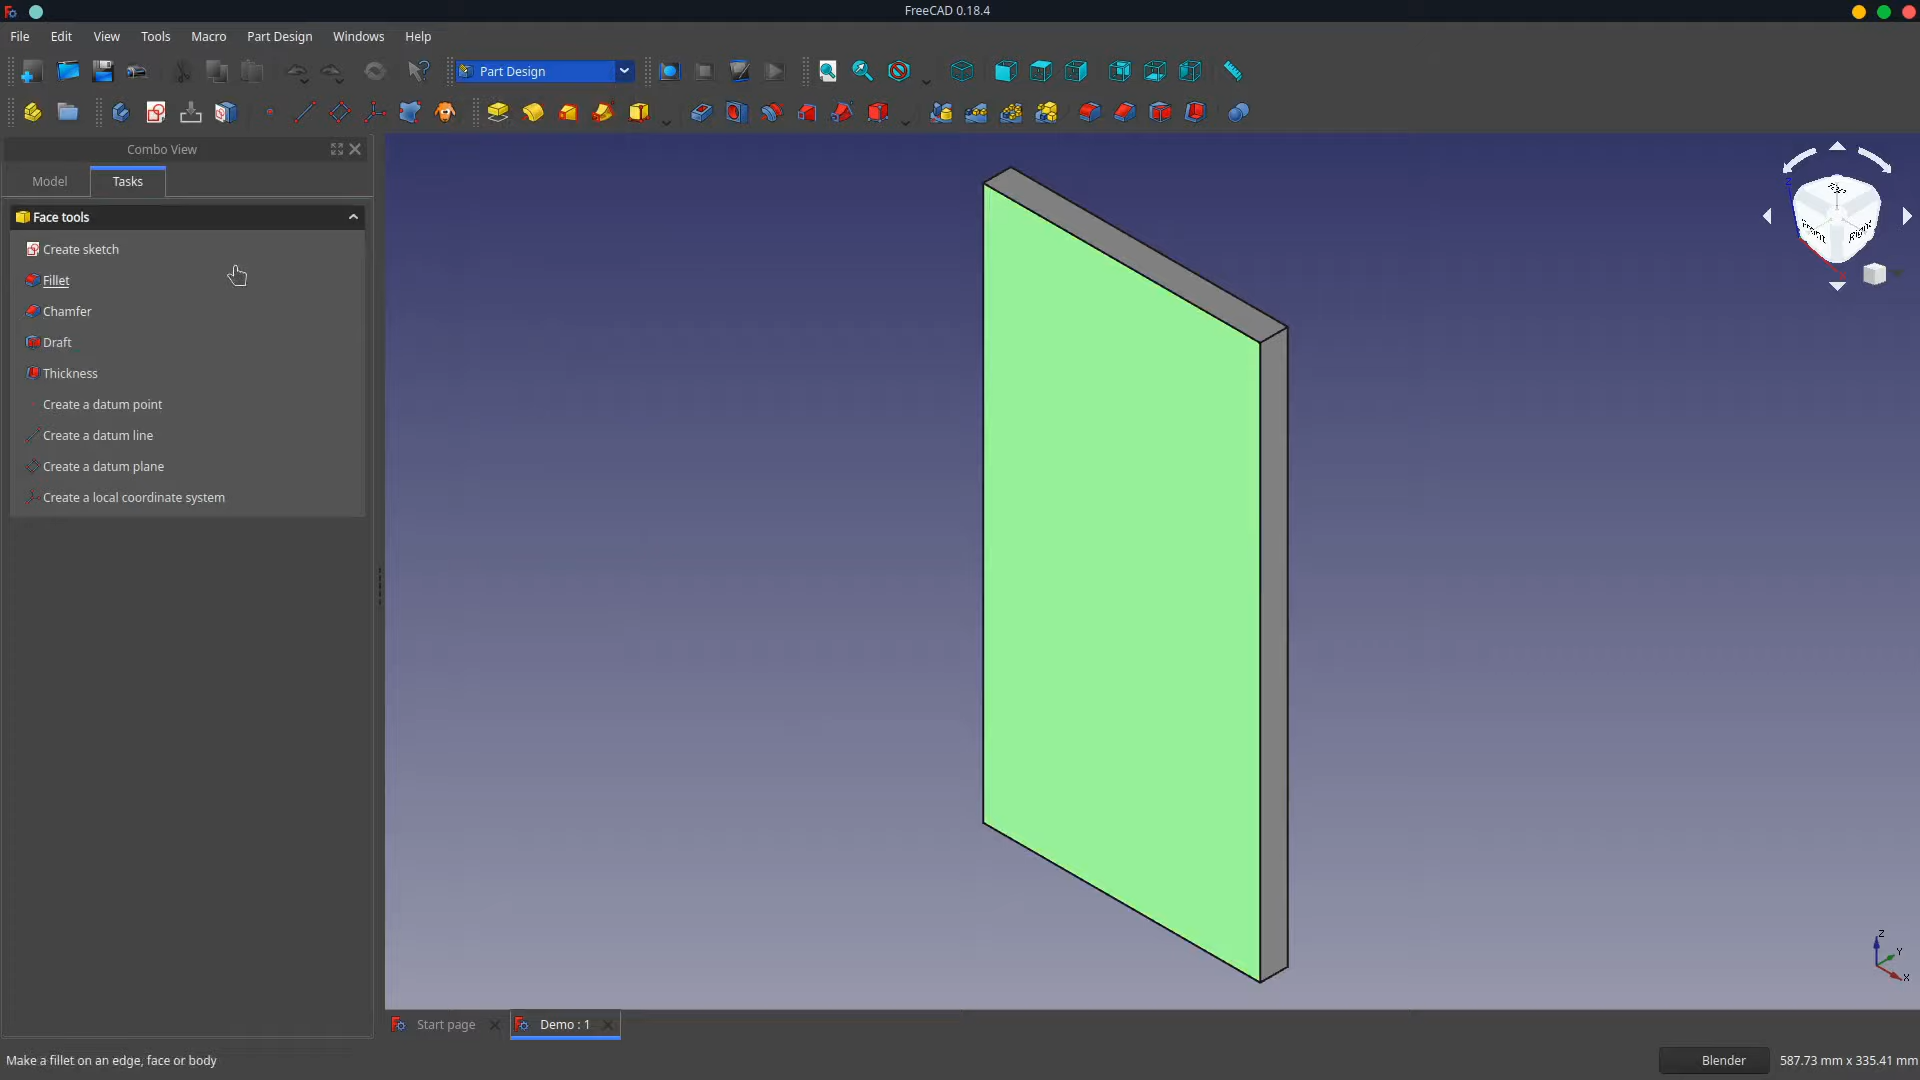 FreeCAD 0.18.4
File Edit View Tools Macro Part Design Windows Help
Part Design
Combo View
Model Tasks
Face tools
Create sketch
Fillet
Chamfer
Draft
Thickness
Create a datum point
Create a datum line
Create a datum plane
Create a local coordinate system
Top
Front Right
Z
Y
X
Start page Demo : 1
Make a fillet on an edge, face or body
Blender 587.73 mm x 335.41 mm